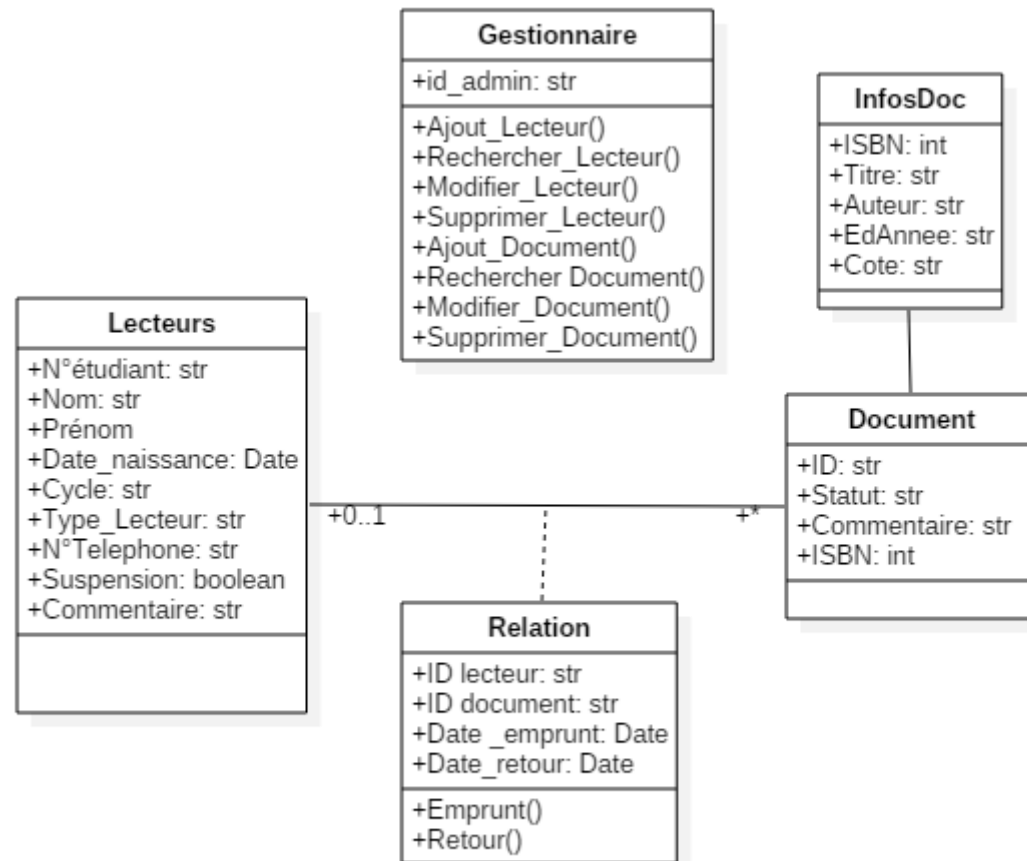 Gestionnaire
+id_admin: str
+Ajout_Lecteur()
+Rechercher_Lecteur()
+Modifier_Lecteur()
+Supprimer_Lecteur()
+Ajout_Document()
+Rechercher Document()
+Modifier_Document()
+Supprimer_Document()
InfosDoc
+ISBN: int
+Titre: str
+Auteur: str
+EdAnnee: str
+Cote: str
Lecteurs
+N°étudiant: str
+Nom: str
+Prénom
+Date_naissance: Date
+Cycle: str
+Type_Lecteur: str
+N°Telephone: str
+Suspension: boolean
+Commentaire: str
+0..1
+*
Document
+ID: str
+Statut: str
+Commentaire: str
+ISBN: int
Relation
+ID lecteur: str
+ID document: str
+Date _emprunt: Date
+Date_retour: Date
+Emprunt()
+Retour()